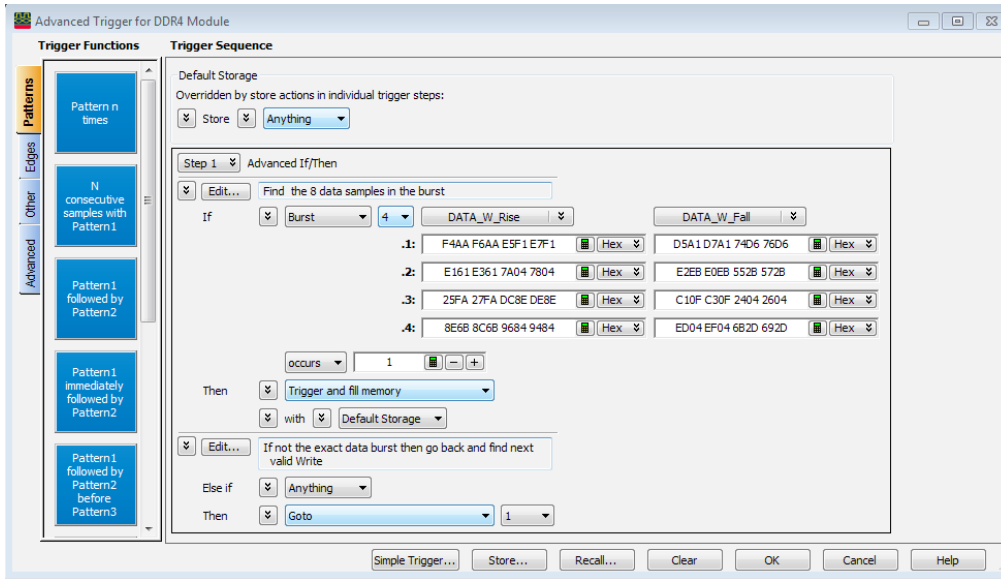 Advanced Trigger for DDR4 Module
Trigger Functions
Trigger Sequence
Patterns
Edges
Other
Advanced
Pattern n
times
N
consecutive
samples with
Pattern1
Pattern1
followed by
Pattern2
Pattern1
immediately
followed by
Pattern2
Pattern1
followed by
Pattern2
before
Pattern3
Default Storage
Overridden by store actions in individual trigger steps:
Store Anything
Step 1 Advanced If/Then
Edit... Find the 8 data samples in the burst
If Burst 4 DATA_W_Rise DATA_W_Fall
.1: F4AA F6AA E5F1 E7F1 Hex D5A1 D7A1 74D6 76D6 Hex
.2: E161 E361 7A04 7804 Hex E2EB E0EB 552B 572B Hex
.3: 25FA 27FA DC8E DE8E Hex C10F C30F 2404 2604 Hex
.4: 8E6B 8C6B 9684 9484 Hex ED04 EF04 6B2D 692D Hex
occurs 1 − +
Then Trigger and fill memory
with Default Storage
Edit... If not the exact data burst then go back and find next
valid Write
Else if Anything
Then Goto 1
Simple Trigger... Store... Recall... Clear OK Cancel Help